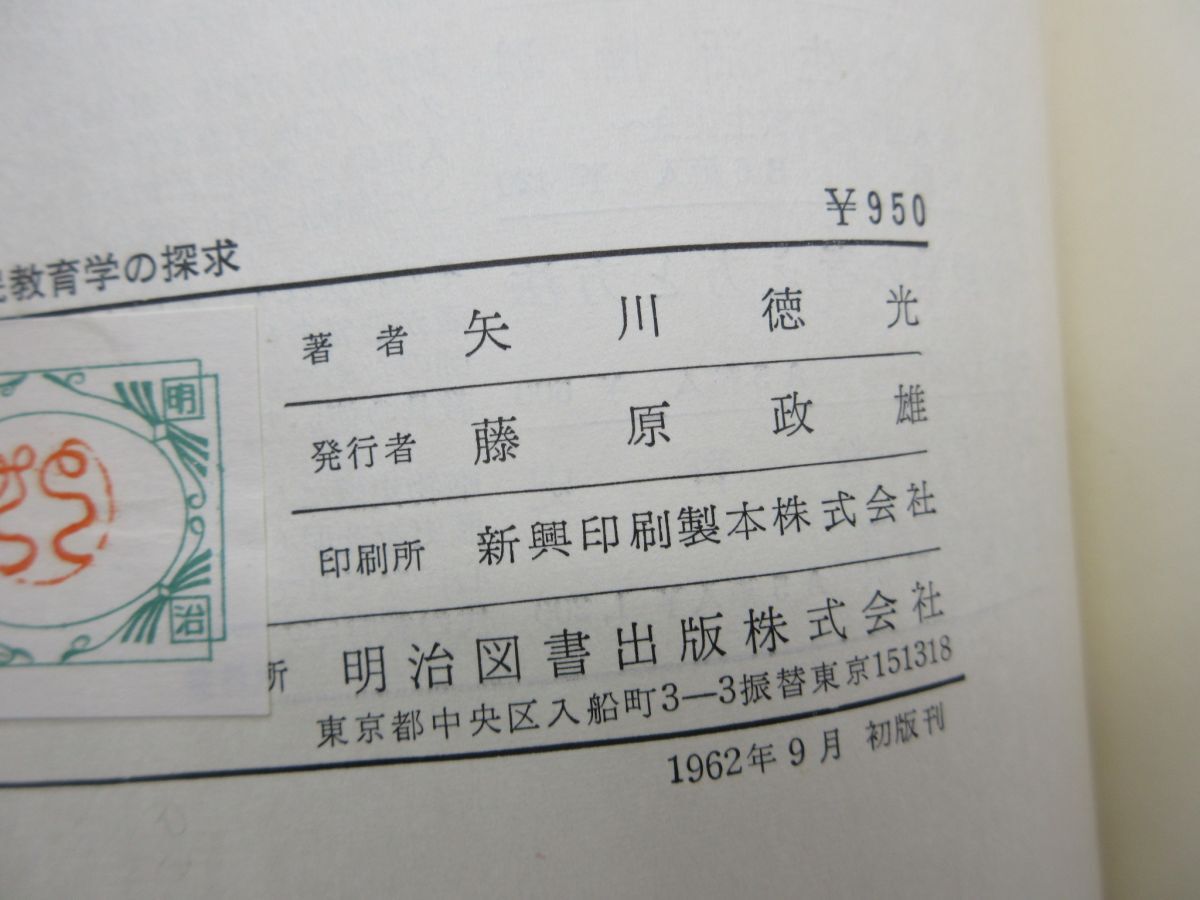 ¥950
民教育学の探求
著者 矢川徳光
発行者 藤原政雄
印刷所 新興印刷製本株式会社
所 明治図書出版株式会社
東京都中央区入船町3—3振替東京151318
1962年9月 初版刊
明
治